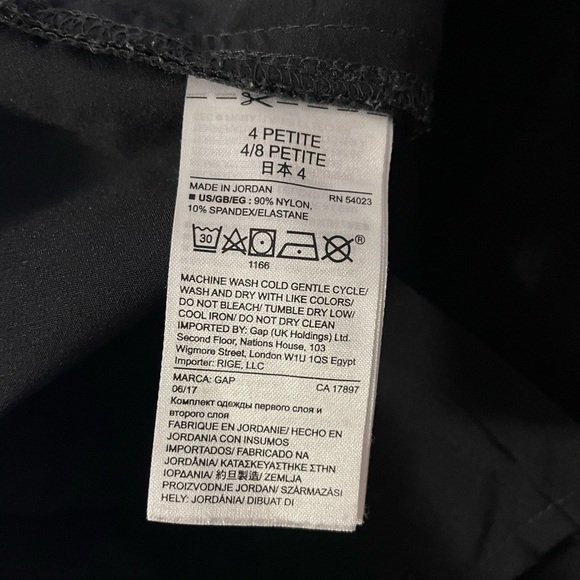 4 PETITE
4/8 PETITE
日本 4
MADE IN JORDAN RN 54023
■ US/GB/EG : 90% NYLON,
10% SPANDEX/ELASTANE
30 ®
1166
MACHINE WASH COLD GENTLE CYCLE/
WASH AND DRY WITH LIKE COLORS/
DO NOT BLEACH/ TUMBLE DRY LOW/
COOL IRON/ DO NOT DRY CLEAN
IMPORTED BY: Gap (UK Holdings) Ltd.
Second Floor, Nations House, 103
Wigmore Street, London W1U 1QS Egypt
Importer: RIGE, LLC
MARCA: GAP CA 17897
06/17
Комплект одежды первого слоя и
второго слоя
FABRIQUE EN JORDANIE/ HECHO EN
JORDANIA CON INSUMOS
IMPORTADOS/ FABRICADO NA
JORDÂNIA/ ΚΑΤΑΣΚΕΥΑΣΤΗΚΕ ΣΤΗΝ
ΙΟΡΔΑΝΙΑ/ 約旦製造/ ZEMLJA
PROIZVODNJE JORDAN/ SZÁRMAZÁSI
HELY: JORDÁNIA/ DIBUAT DI